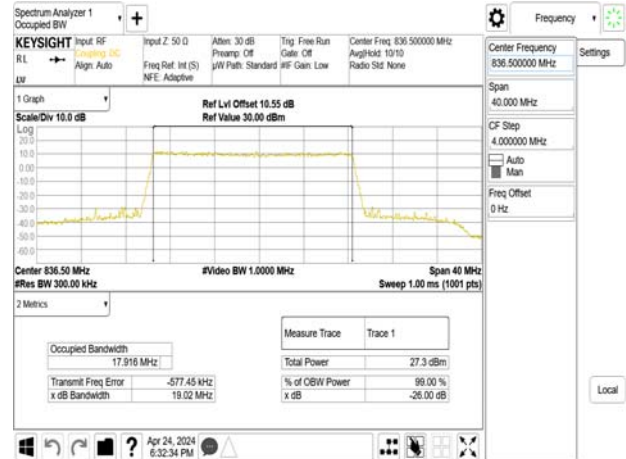 Spectrum Analyzer 1
Occupied BW
Frequency
KEYSIGHT
RL
Input: RF
Coupling: DC
Align: Auto
Input Z: 50 Ω
Freq Ref: Int (S)
NFE: Adaptive
Atten: 30 dB
Preamp: Off
µW Path: Standard
Trig: Free Run
Gate: Off
#IF Gain: Low
Center Freq: 836.500000 MHz
Avg|Hold: 10/10
Radio Std: None
1 Graph
Scale/Div 10.0 dB
Ref Lvl Offset 10.55 dB
Ref Value 30.00 dBm
Log
20.0
10.0
0.00
-10.0
-20.0
-30.0
-40.0
-50.0
-60.0
Center 836.50 MHz
#Video BW 1.0000 MHz
Span 40 MHz
#Res BW 300.00 kHz
Sweep 1.00 ms (1001 pts)
2 Metrics
Occupied Bandwidth
17.916 MHz
Transmit Freq Error -577.45 kHz
x dB Bandwidth 19.02 MHz
Measure Trace Trace 1
Total Power 27.3 dBm
% of OBW Power 99.00 %
x dB -26.00 dB
Center Frequency
836.500000 MHz
Settings
Span
40.000 MHz
CF Step
4.000000 MHz
Auto
Man
Freq Offset
0 Hz
Local
?
Apr 24, 2024
6:32:34 PM